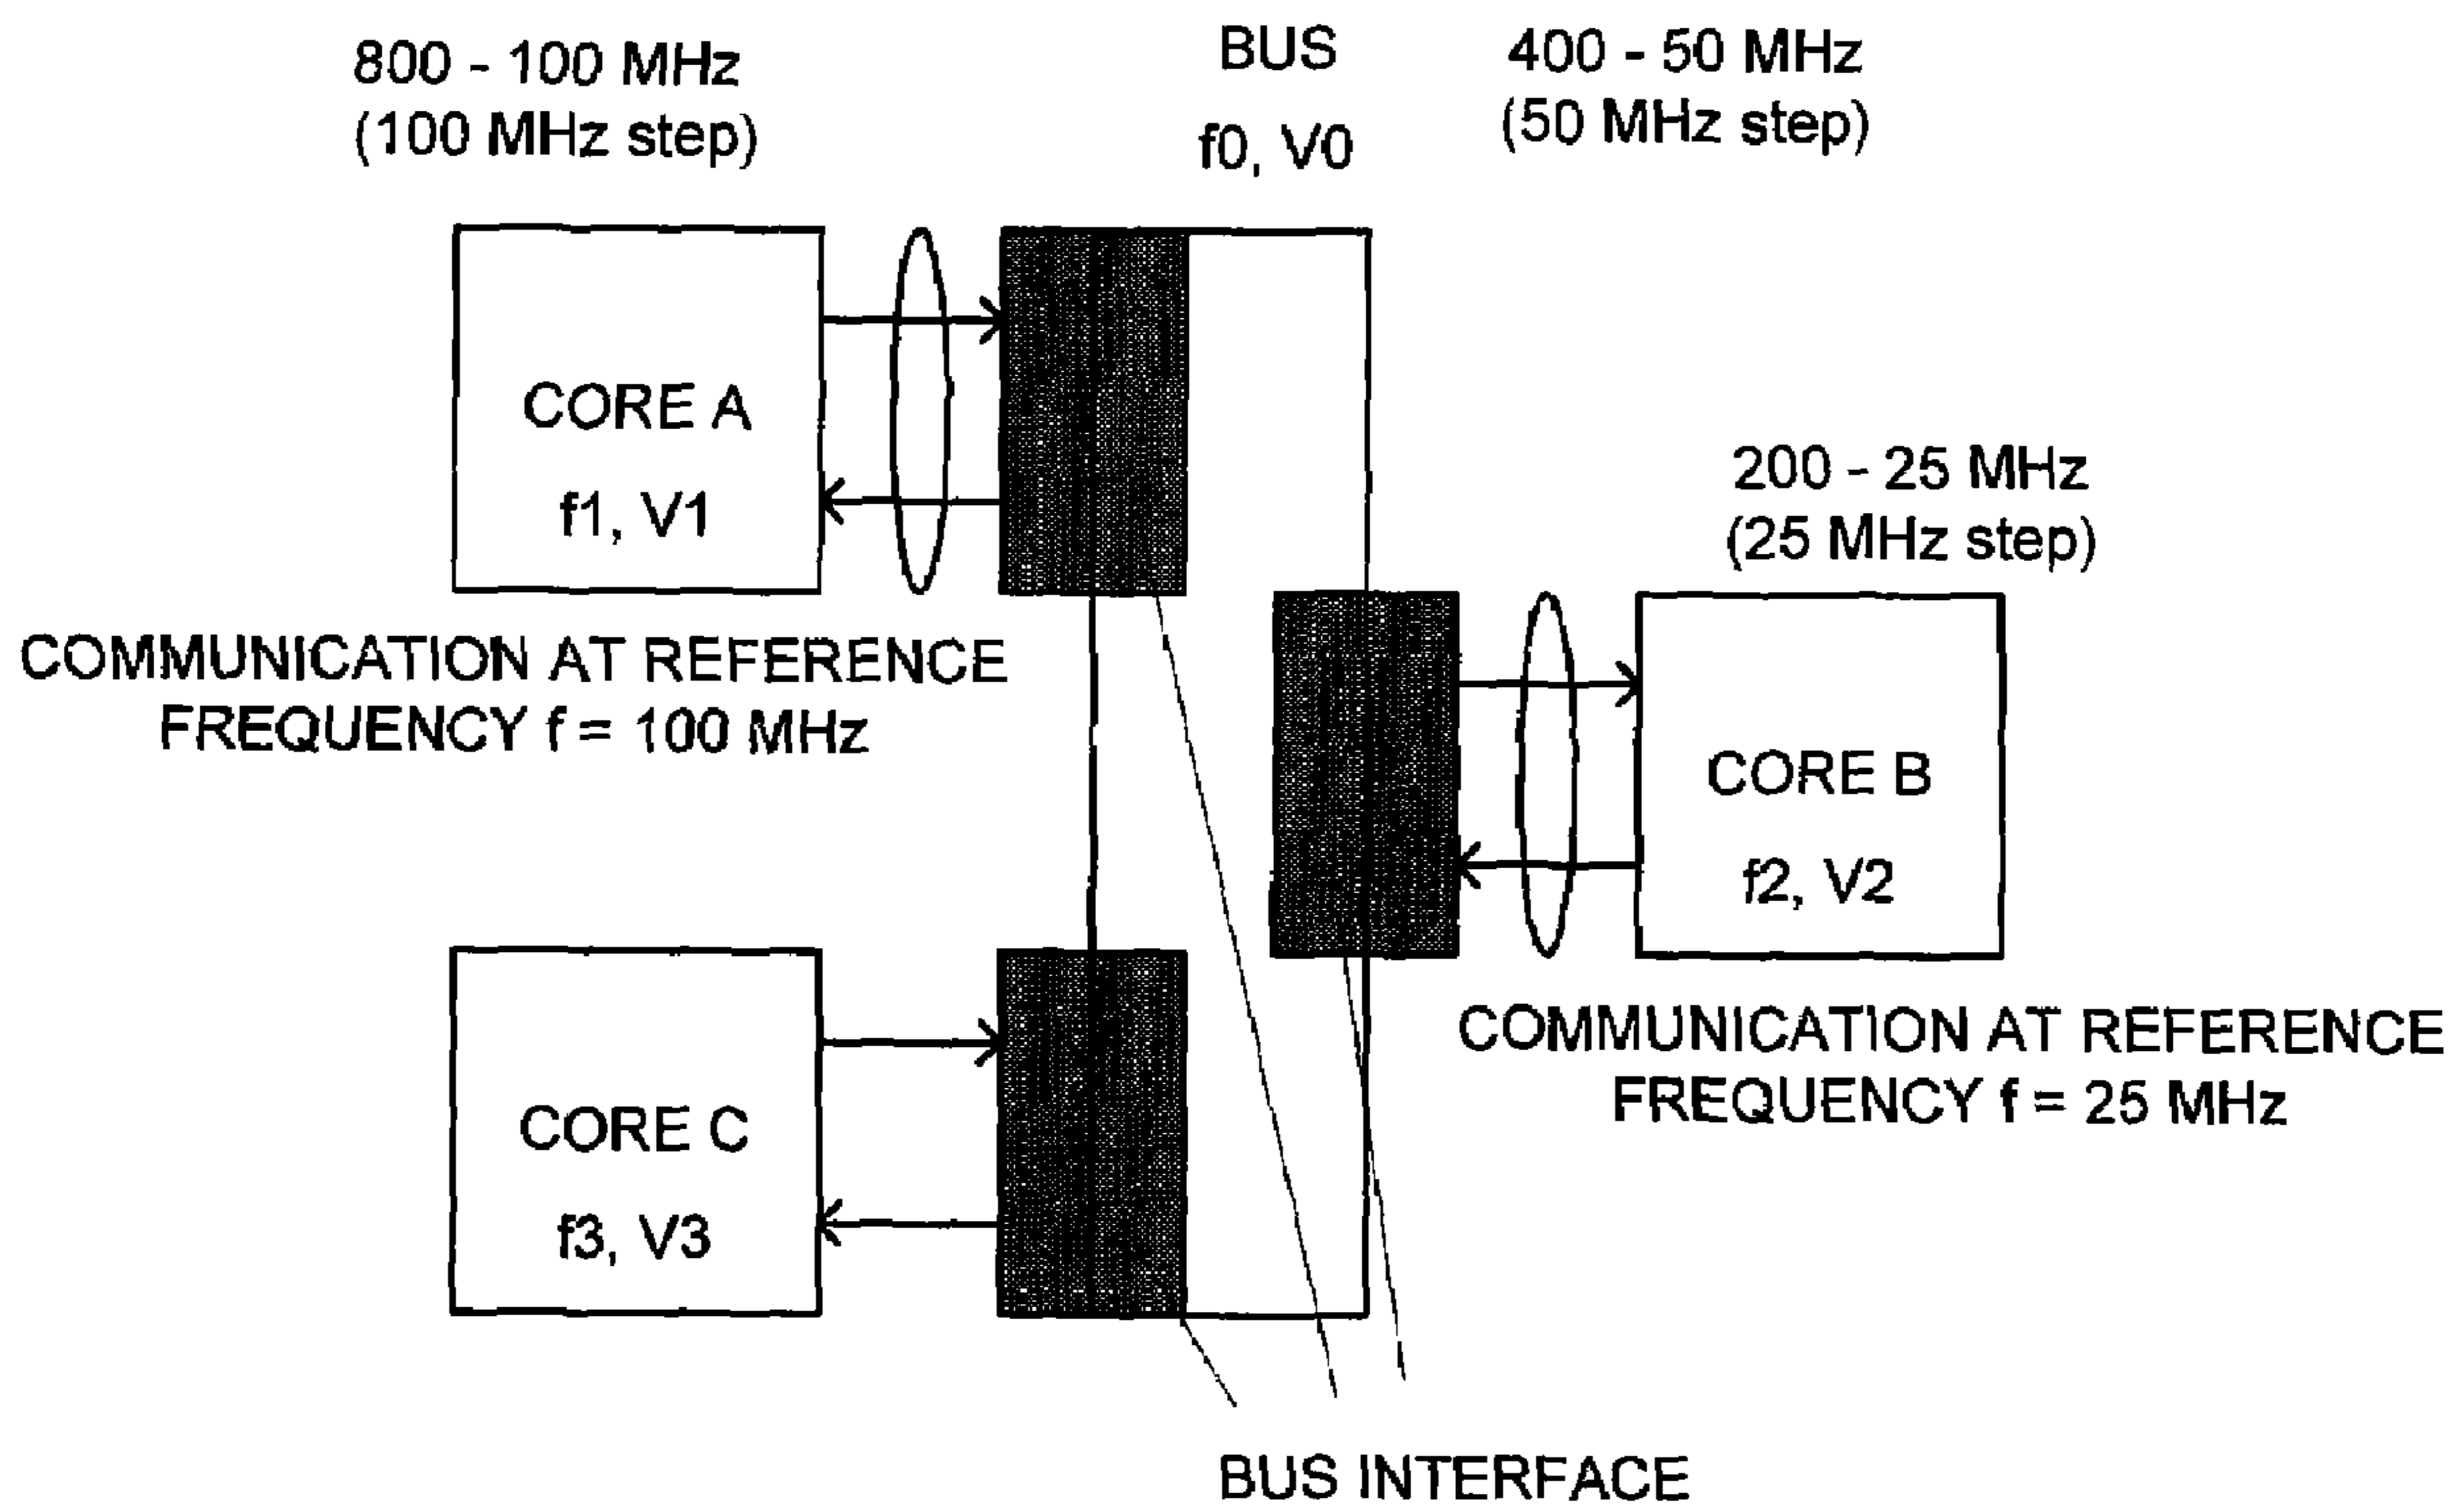 800 - 100 MHz
(100 MHz step)
BUS
f0, V0
400 - 50 MHz
(50 MHz step)
CORE A
f1, V1
200 - 25 MHz
(25 MHz step)
COMMUNICATION AT REFERENCE
FREQUENCY f = 100 MHz
CORE B
f2, V2
COMMUNICATION AT REFERENCE
FREQUENCY f = 25 MHz
CORE C
f3, V3
BUS INTERFACE